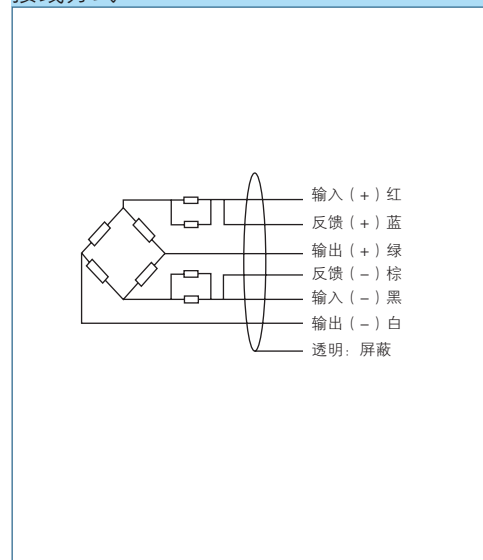 输入（+）红
反馈（+）蓝
输出（+）绿
反馈（–）棕
输入（–）黑
输出（–）白
透明：屏蔽